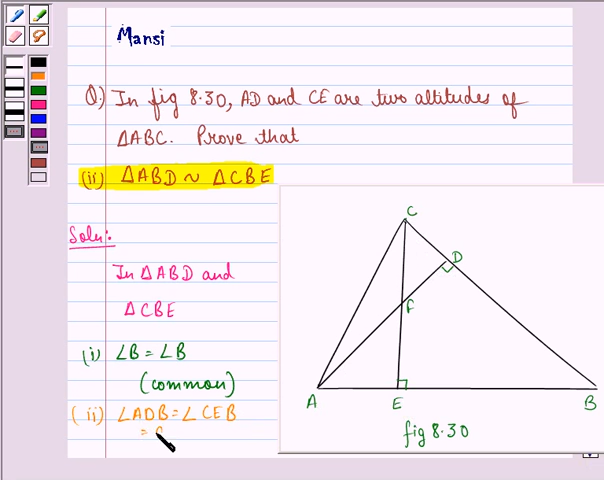 Mansi
Q) In fig 8.30, AD and CE are two altitudes of
ΔABC. Prove that
(ii) ΔABD ~ ΔCBE
Soln:
In ΔABD and
ΔCBE
(i) ∠B = ∠B
(common)
(ii) ∠ADB = ∠CEB
=
C
D
F
A
E
B
fig 8.30